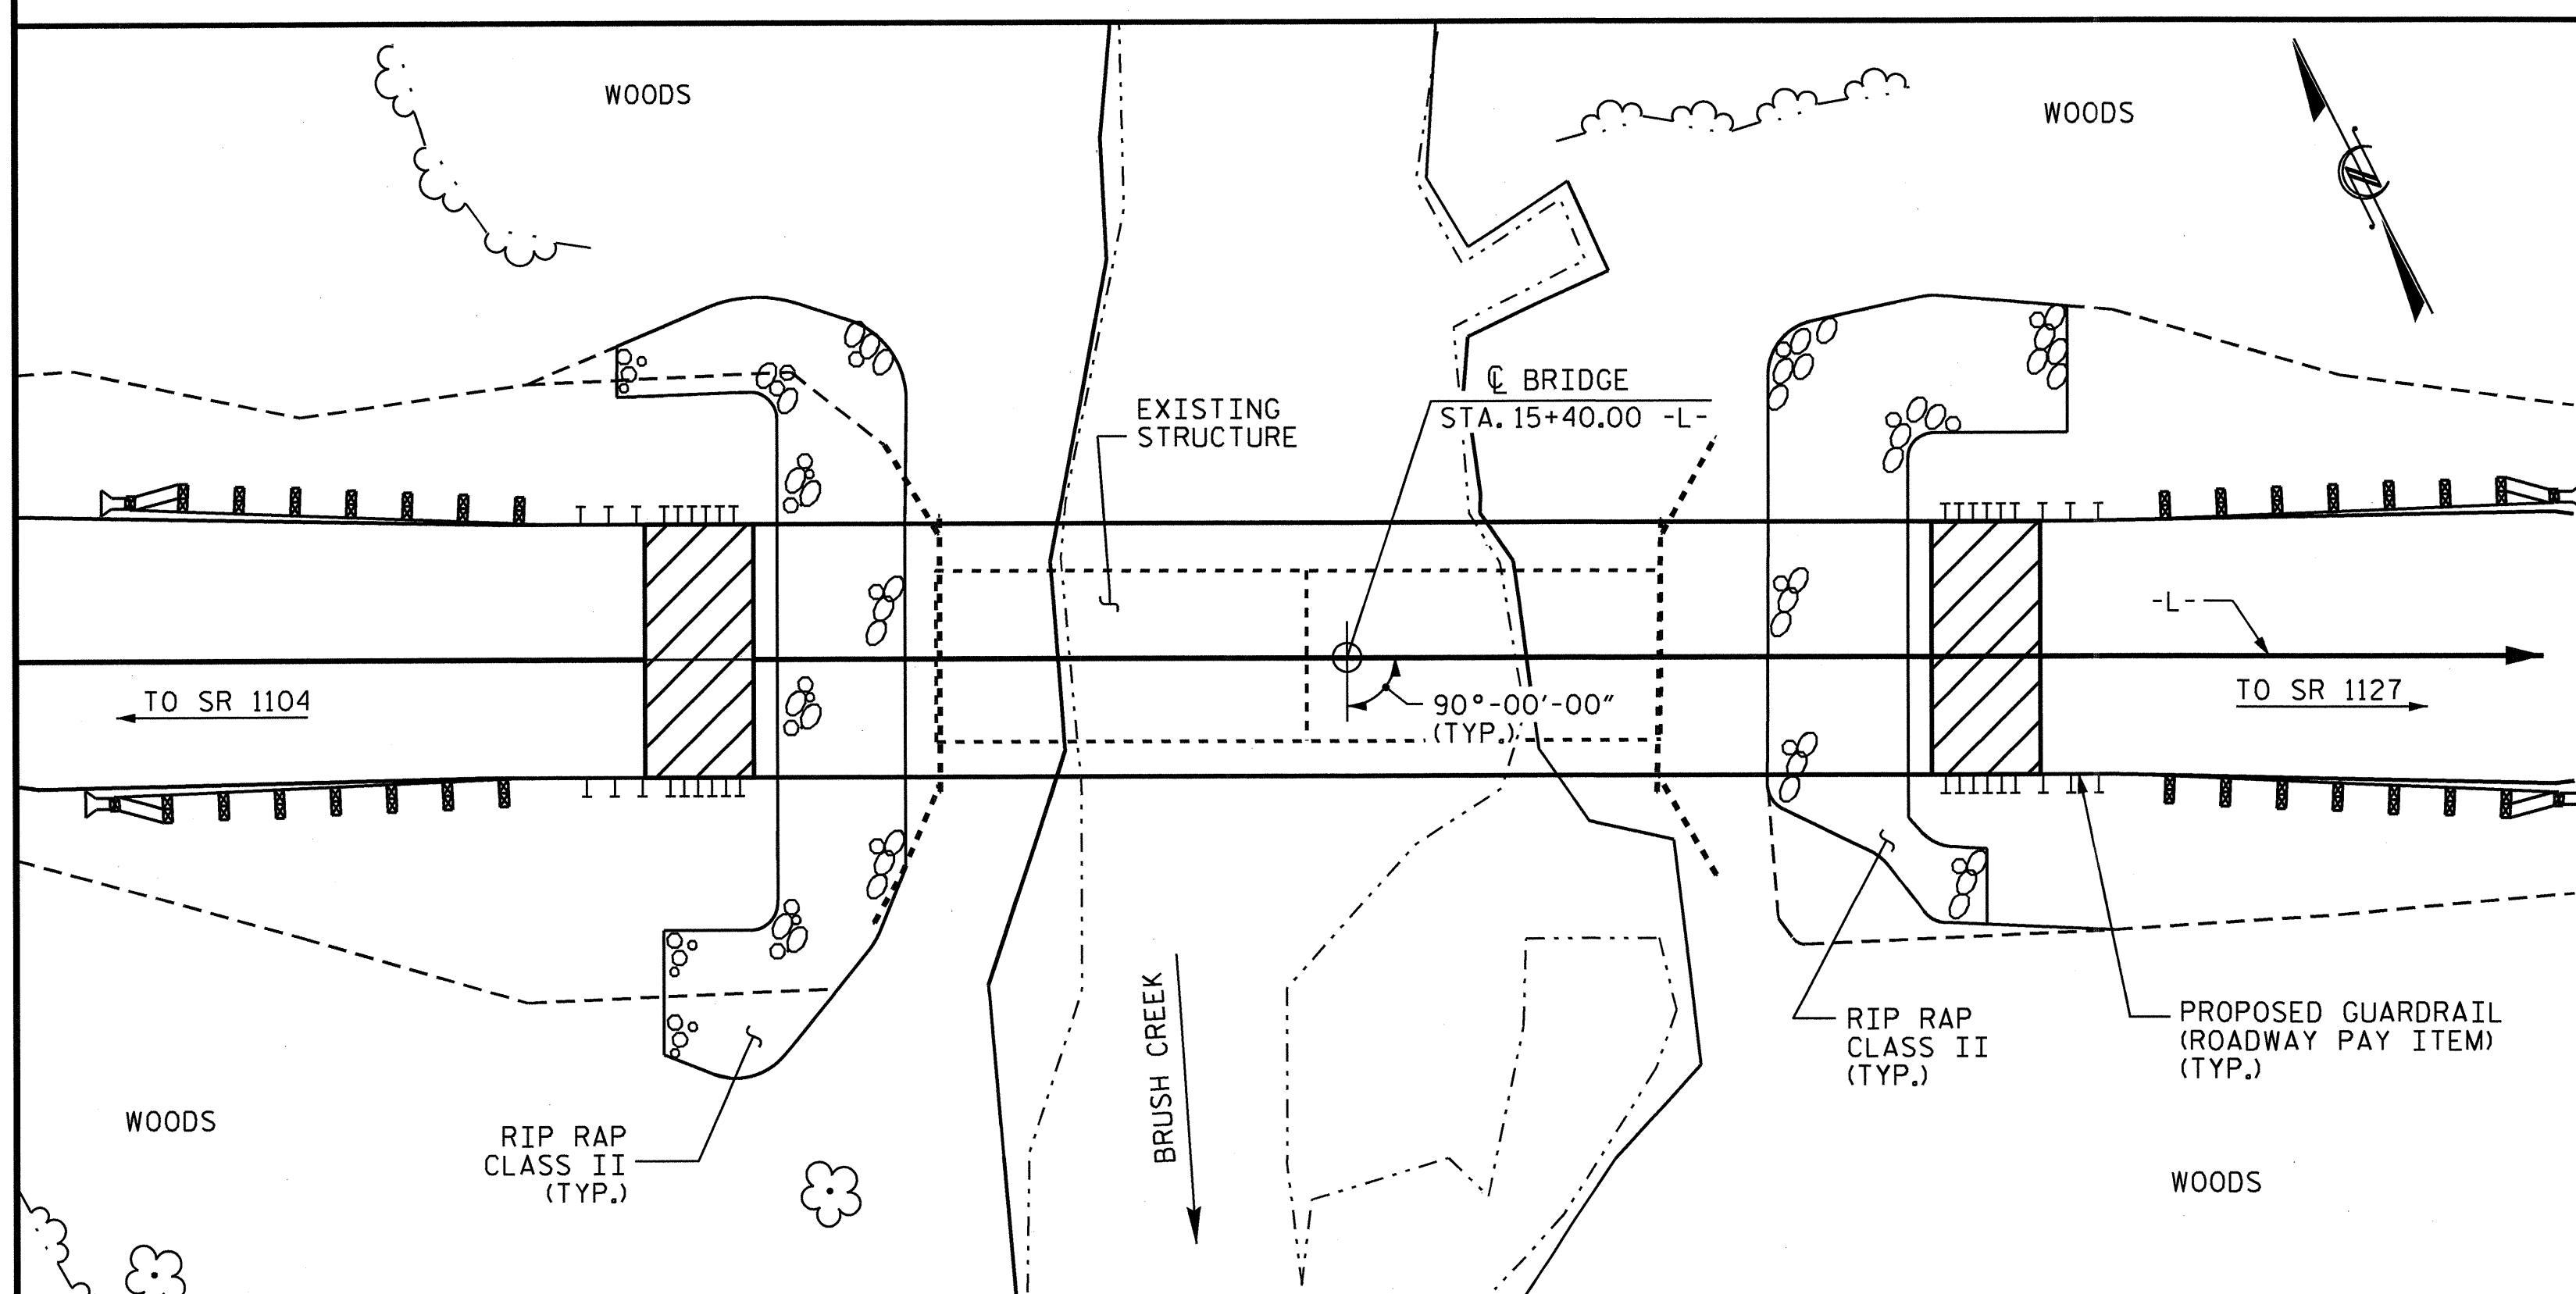 WOODS
WOODS
℄ BRIDGE
STA. 15+40.00 -L-
EXISTING
STRUCTURE
-L-
TO SR 1104
TO SR 1127
90°-00'-00"
(TYP.)
BRUSH CREEK
RIP RAP
CLASS II
(TYP.)
PROPOSED GUARDRAIL
(ROADWAY PAY ITEM)
(TYP.)
WOODS
RIP RAP
CLASS II
(TYP.)
WOODS
N